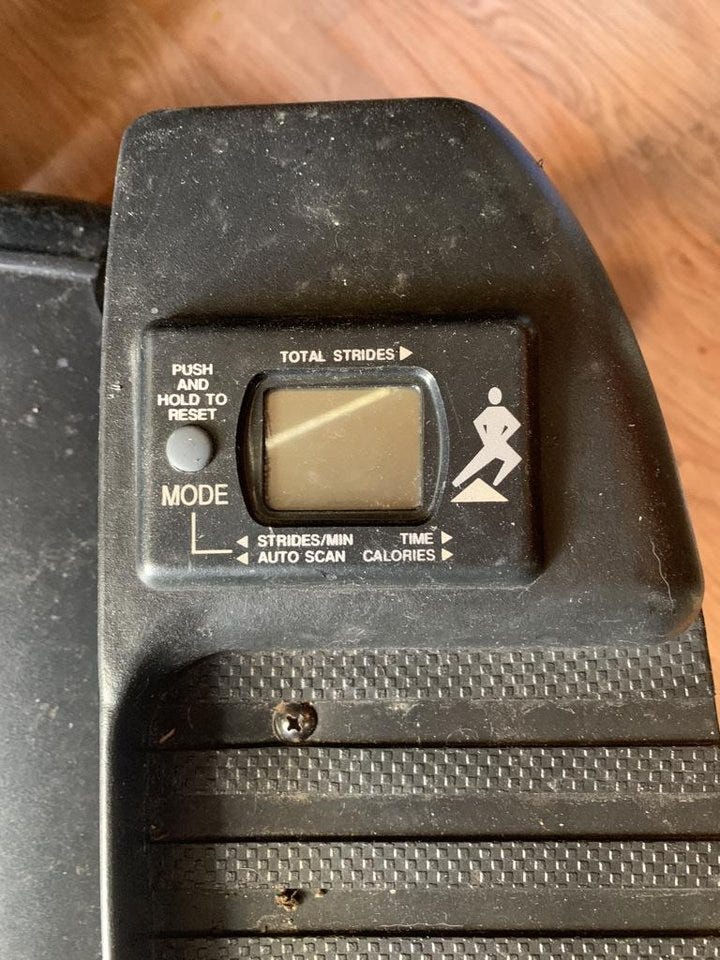 TOTAL STRIDES ▶
PUSH
AND
HOLD TO
RESET
MODE
◀ STRIDES/MIN TIME ▶
◀ AUTO SCAN CALORIES ▶